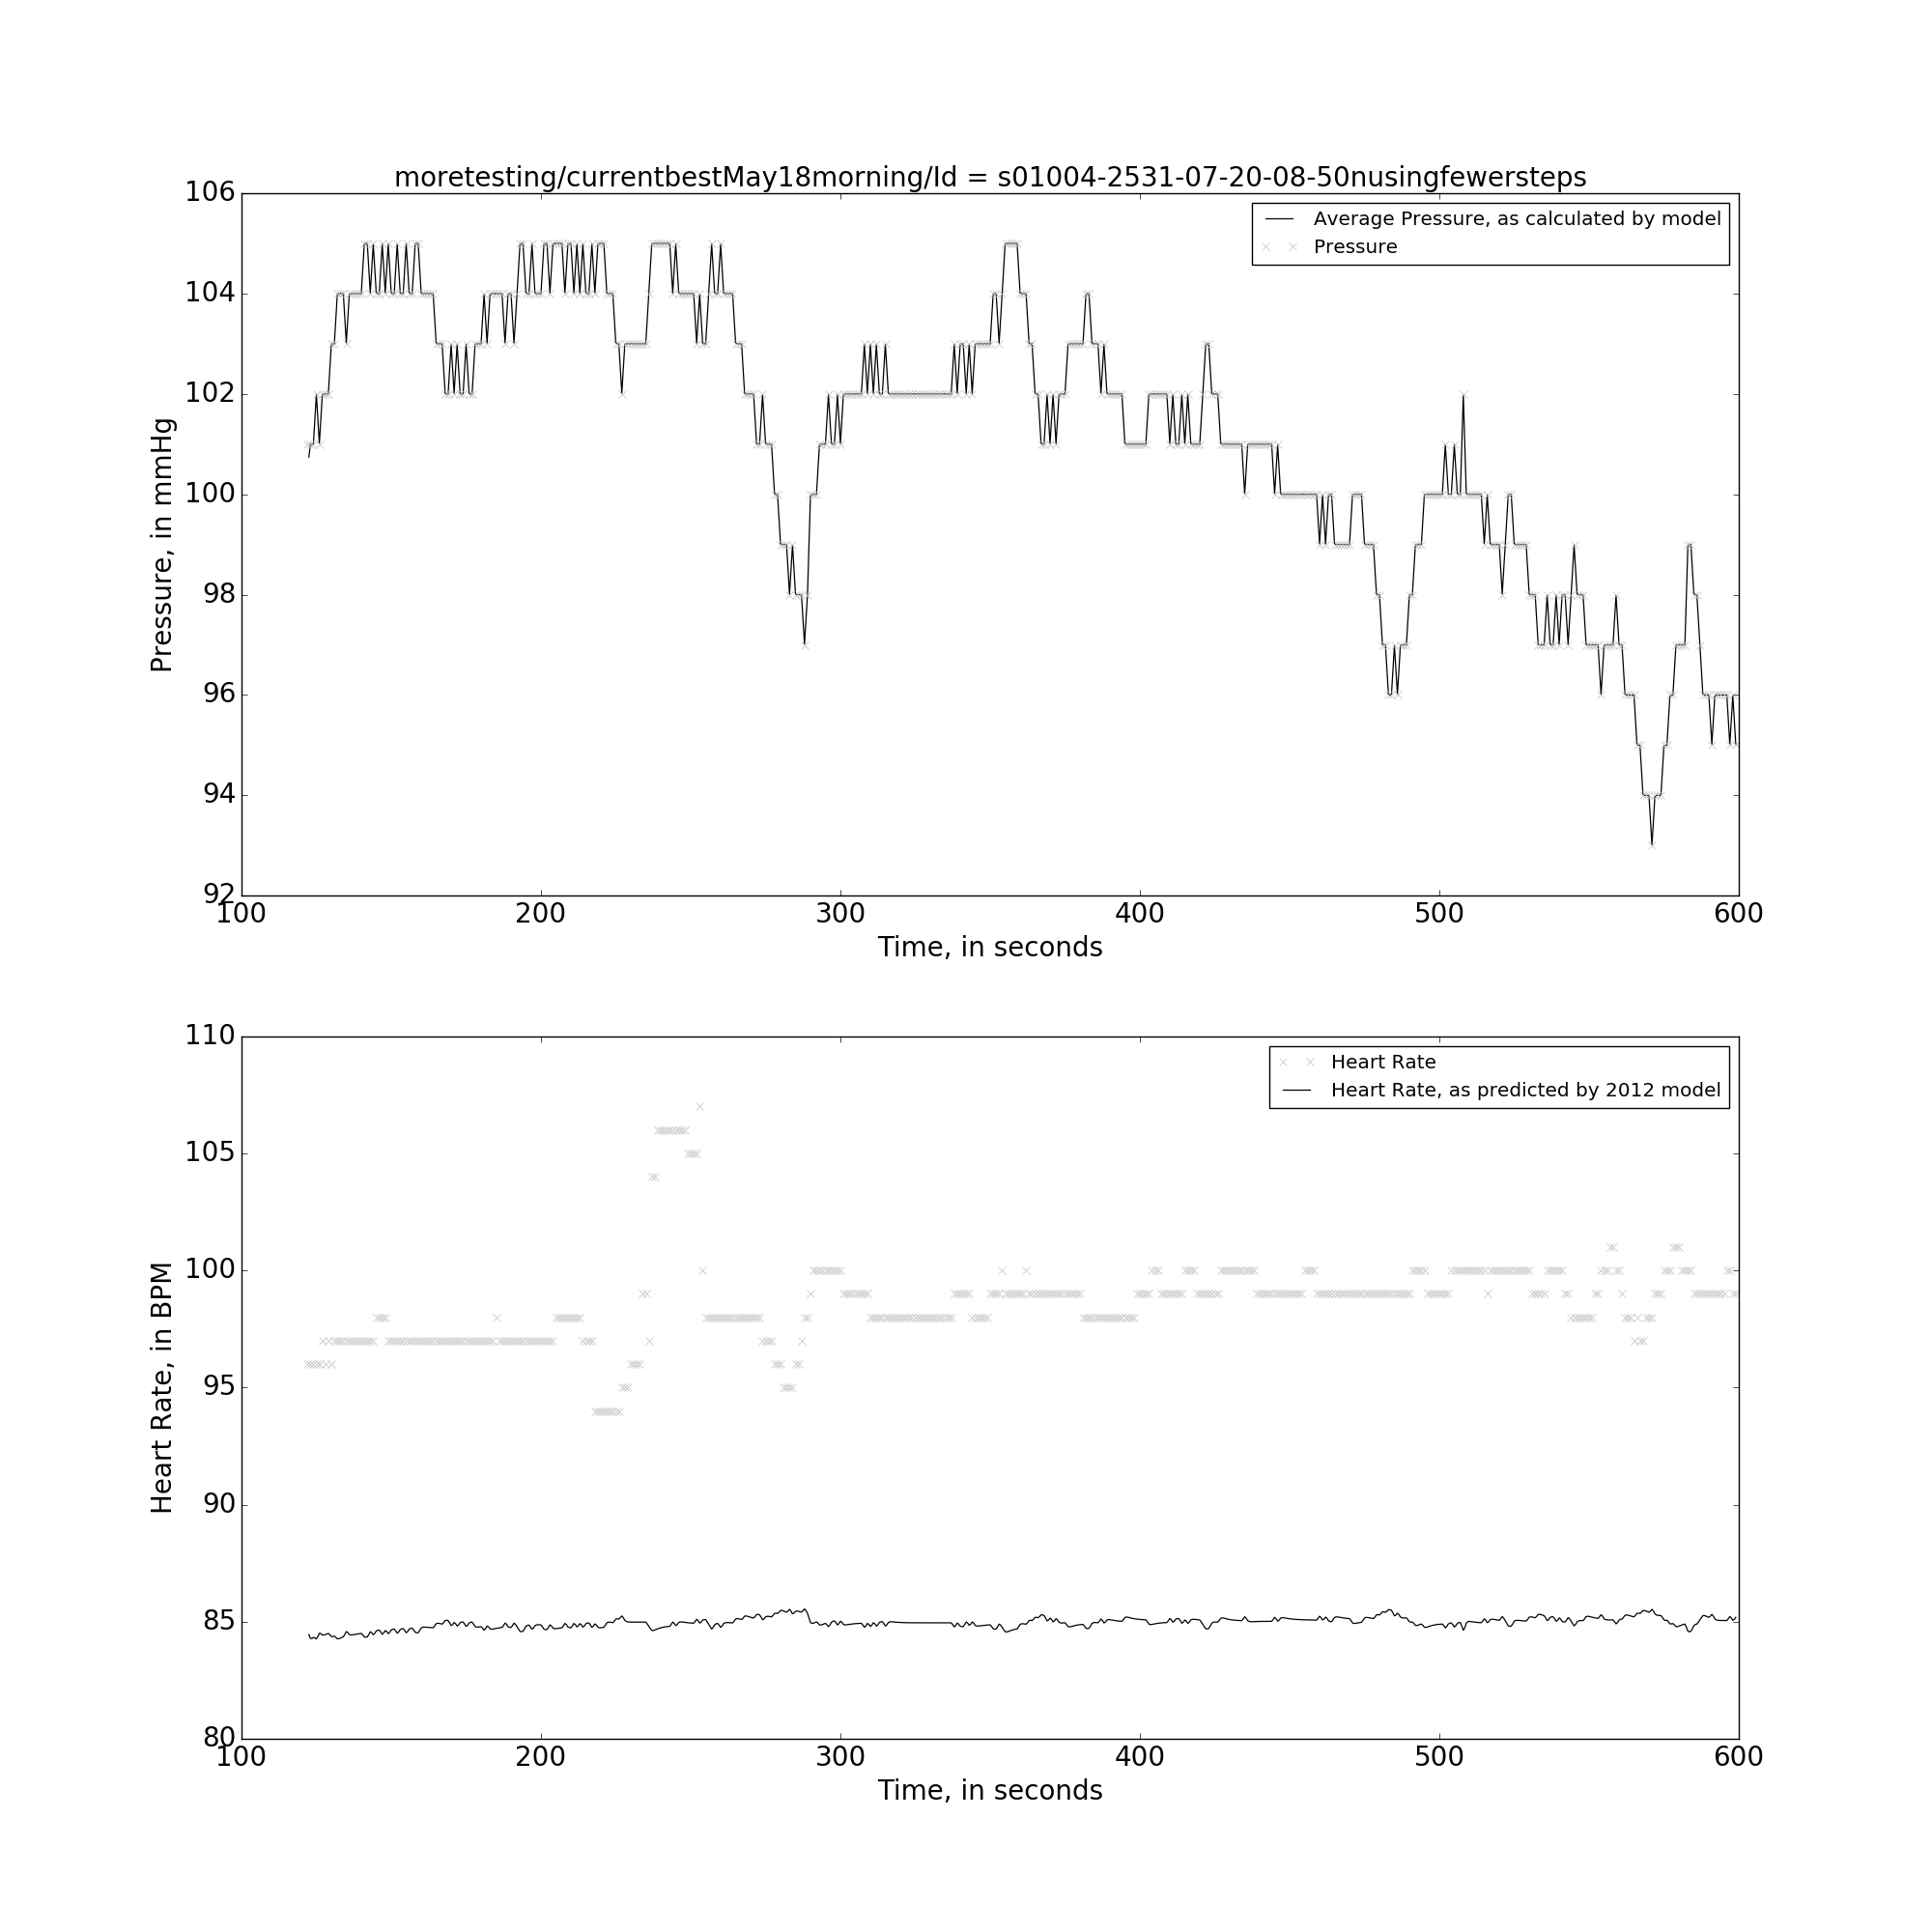 moretesting/currentbestMay18morning/Id = s01004-2531-07-20-08-50nusingfewersteps
Average Pressure, as calculated by model
Pressure
Pressure, in mmHg
106
104
102
100
98
96
94
92
100 200 300 400 500 600
Time, in seconds
Heart Rate
Heart Rate, as predicted by 2012 model
Heart Rate, in BPM
110
105
100
95
90
85
80
100 200 300 400 500 600
Time, in seconds